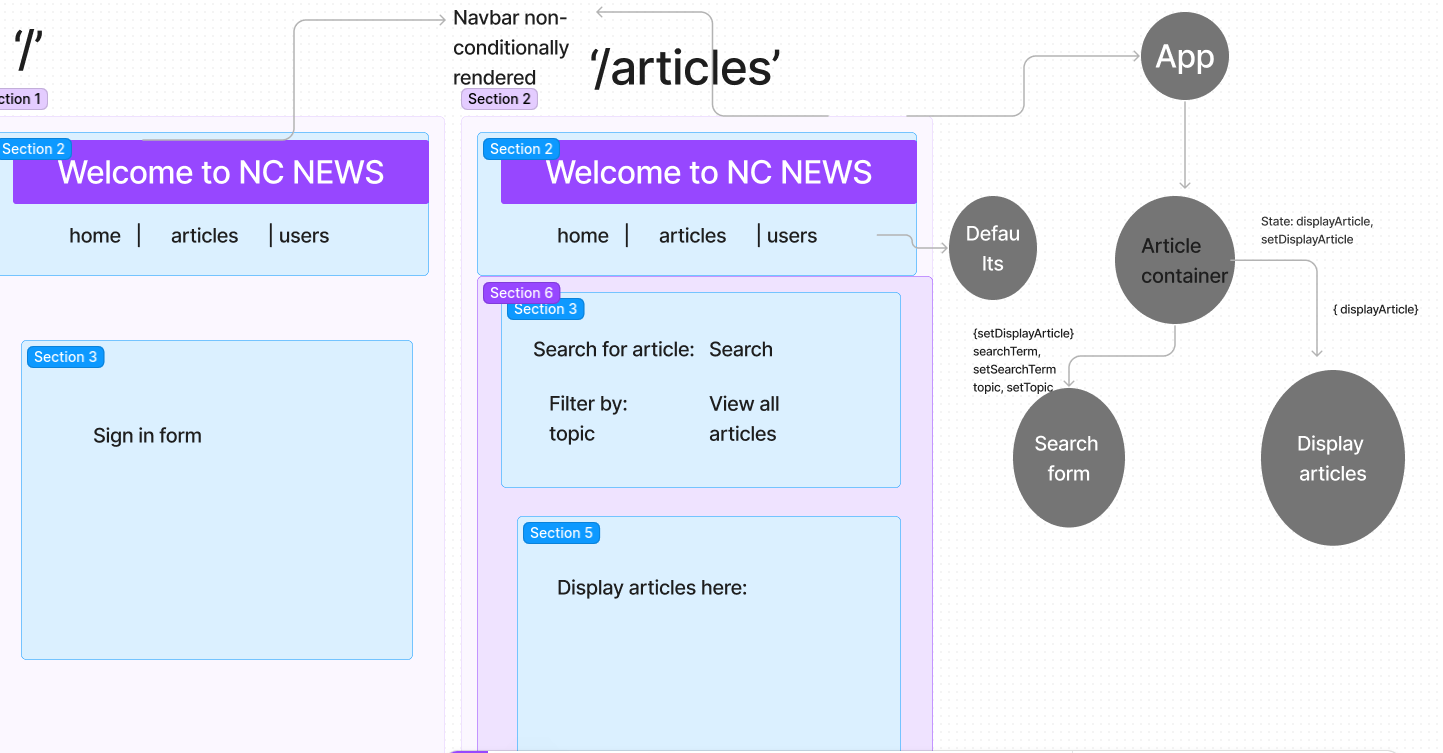 ‘/’
ction 1
Section 2
Welcome to NC NEWS
home | articles | users
Section 3
Sign in form
Navbar non-
conditionally
rendered
‘/articles’
Section 2
Section 2
Welcome to NC NEWS
home | articles | users
Section 6
Section 3
Search for article: Search
Filter by:
topic
View all
articles
Section 5
Display articles here:
App
Defau
lts
Article
container
State: displayArticle,
setDisplayArticle
{ displayArticle}
{setDisplayArticle}
searchTerm,
setSearchTerm
topic, setTopic
Search
form
Display
articles